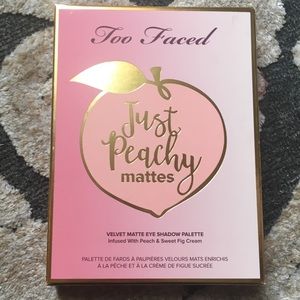 Too Faced
Just
Peachy
mattes
VELVET MATTE EYE SHADOW PALETTE
Infused With Peach & Sweet Fig Cream
PALETTE DE FARDS À PAUPIÈRES VELOURS MATS ENRICHIS
À LA PÊCHE ET À LA CRÈME DE FIGUE SUCRÉE.